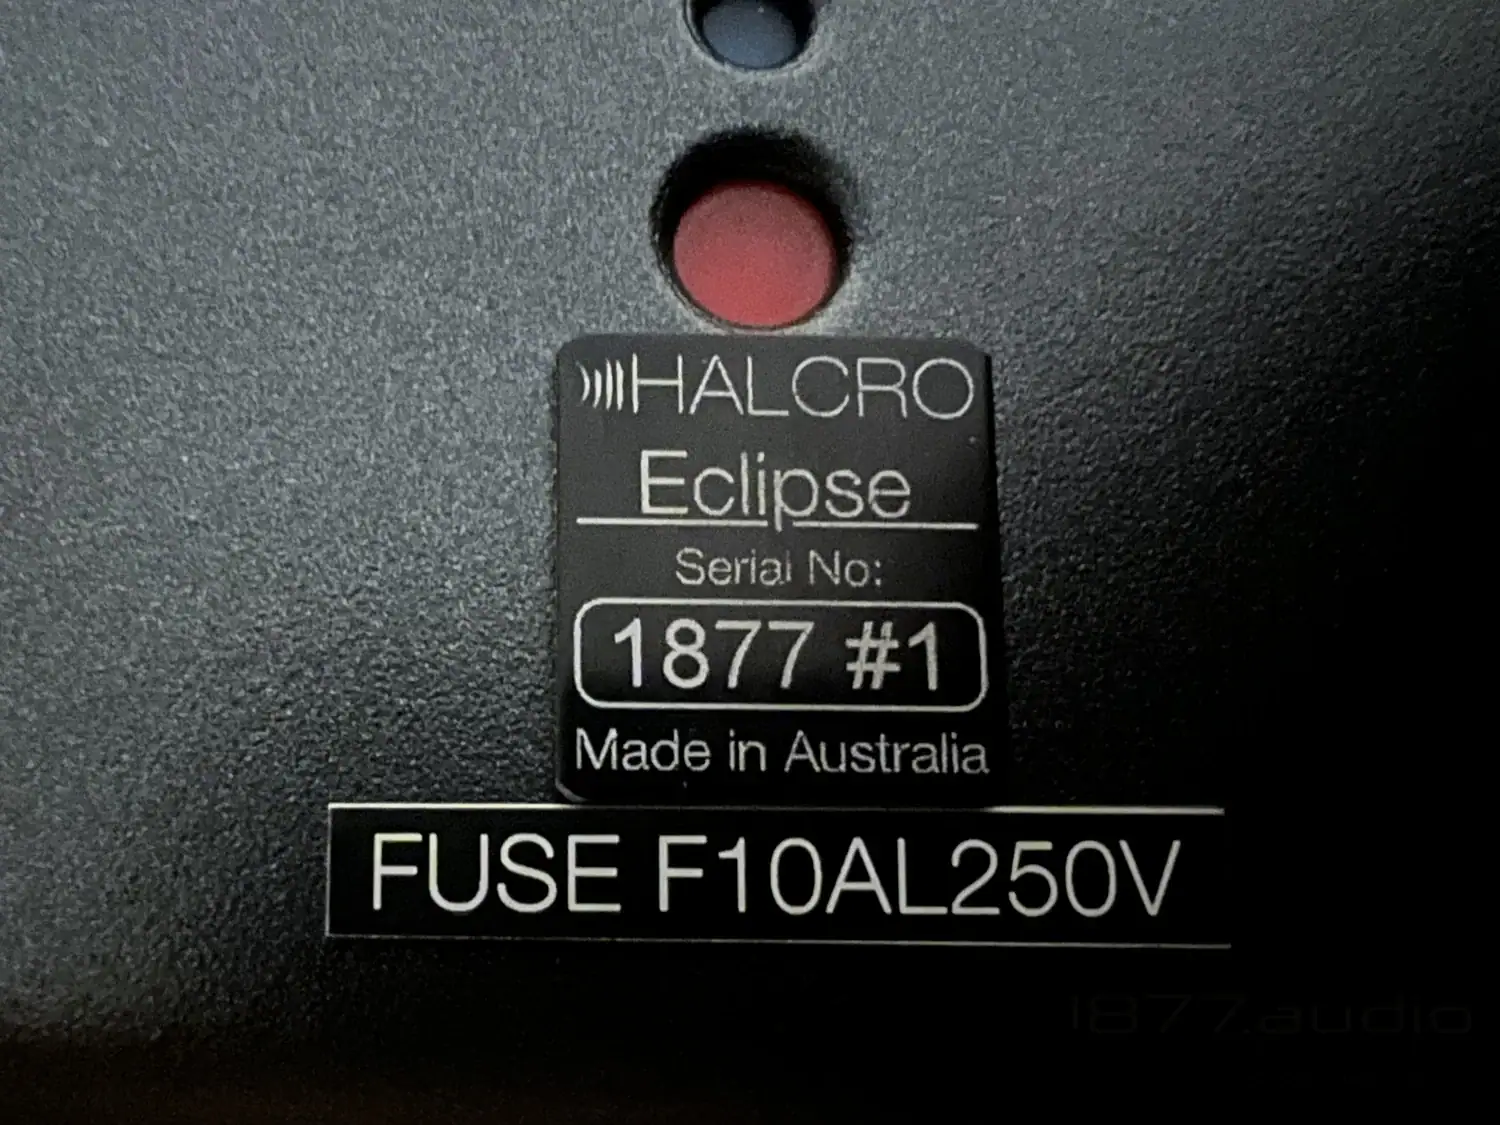 HALCRO
Eclipse
Serial No:
1877 #1
Made in Australia
FUSE F10AL250V
1877.audio